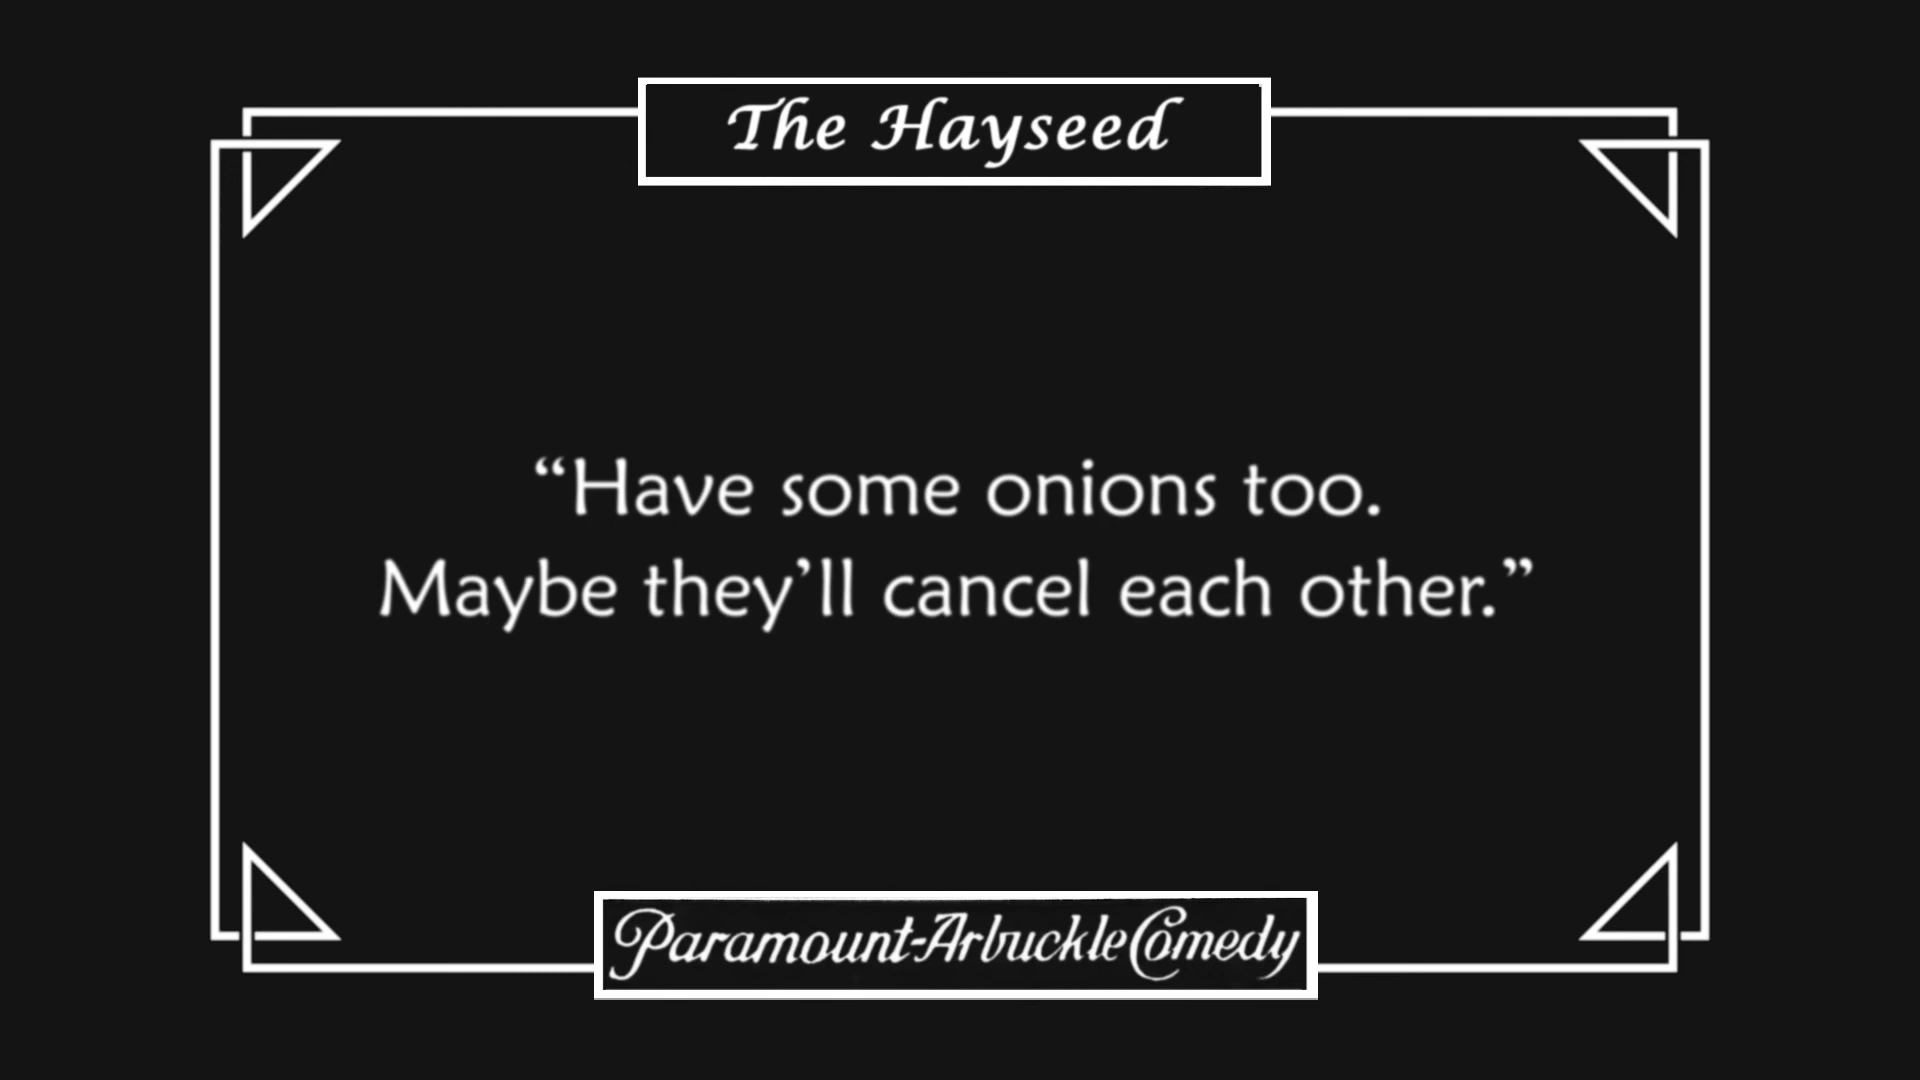 The Hayseed
“Have some onions too.
Maybe they’ll cancel each other.”
Paramount-Arbuckle Comedy